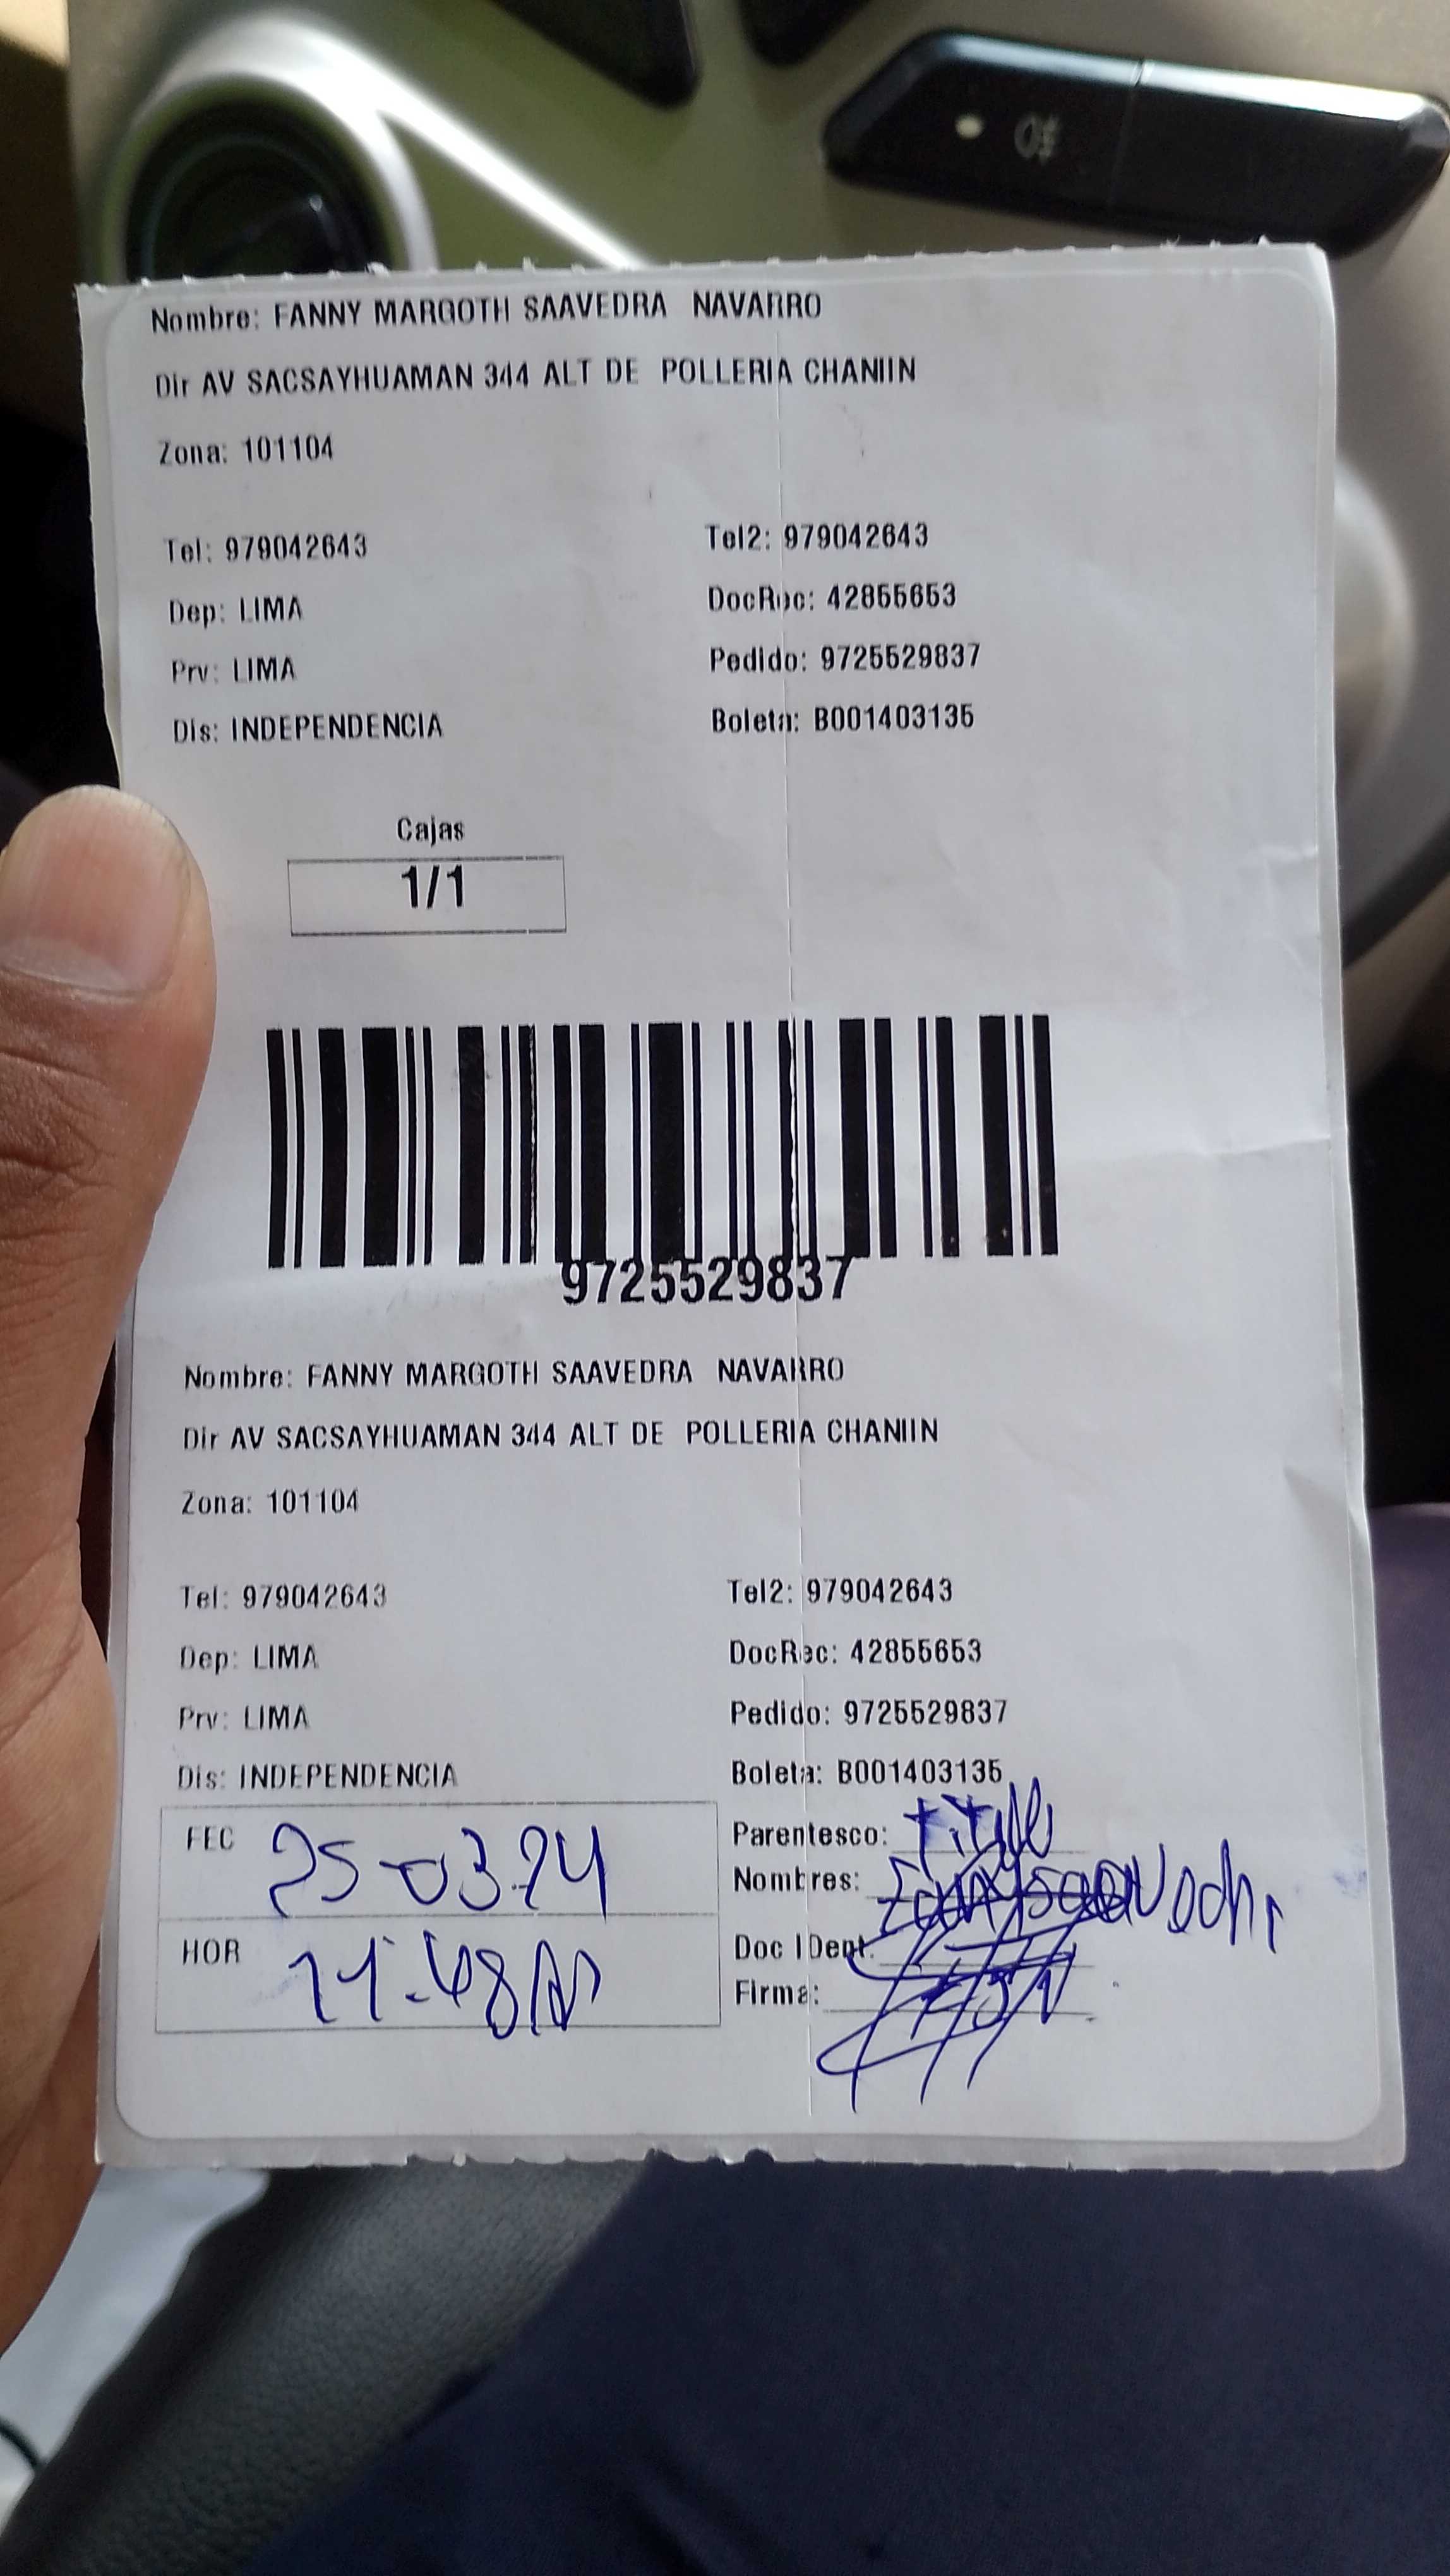 Nombre: FANNY MARGOTH SAAVEDRA NAVARRO
Dir AV SACSAYHUAMAN 344 ALT DE POLLERIA CHANIIN
Zona: 101104
Tel: 979042643 Tel2: 979042643
Dep: LIMA DocRec: 42855653
Prv: LIMA Pedido: 9725529837
Dis: INDEPENDENCIA Boleta: B001403135
Cajas
1/1
9725529837
Nombre: FANNY MARGOTH SAAVEDRA NAVARRO
Dir AV SACSAYHUAMAN 344 ALT DE POLLERIA CHANIIN
Zona: 101104
Tel: 979042643 Tel2: 979042643
Dep: LIMA DocRec: 42855653
Prv: LIMA Pedido: 9725529837
Dis: INDEPENDENCIA Boleta: B001403135
FEC 25-03-24 Parentesco:
Nombres:
HOR 11:48 Doc IDent.
Firma: